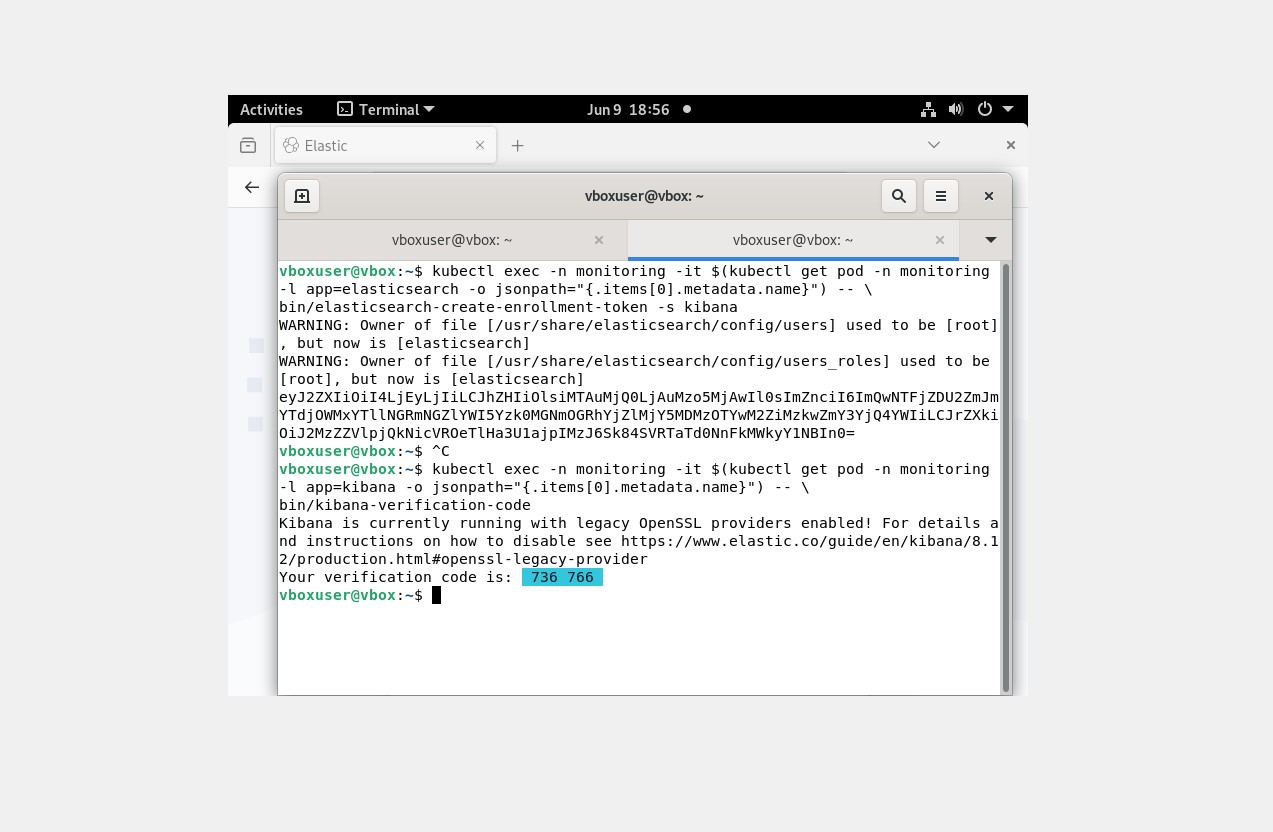 Activities Terminal Jun 9 18:56
Elastic
vboxuser@vbox: ~
vboxuser@vbox: ~ vboxuser@vbox: ~
vboxuser@vbox:~$ kubectl exec -n monitoring -it $(kubectl get pod -n monitoring
-l app=elasticsearch -o jsonpath="{.items[0].metadata.name}") -- \
bin/elasticsearch-create-enrollment-token -s kibana
WARNING: Owner of file [/usr/share/elasticsearch/config/users] used to be [root]
, but now is [elasticsearch]
WARNING: Owner of file [/usr/share/elasticsearch/config/users_roles] used to be
[root], but now is [elasticsearch]
eyJ2ZXIiOiI4LjEyLjIiLCJhZHIiOlsiMTAuMjQ0LjAuMzo5MjAwIl0sImZnciI6ImQwNTFjZDU2ZmJm
YTdjOWMxYTllNGRmNGZlYWI5Yzk0MGNmOGRhYjZlMjY5MDMzOTYwM2ZiMzkwZmY3YjQ4YWIiLCJrZXki
OiJ2MzZZVlpjQkNicVROeTlHa3U1ajpIMzJ6Sk84SVRTaTd0NnFkMWkyY1NBIn0=
vboxuser@vbox:~$ ^C
vboxuser@vbox:~$ kubectl exec -n monitoring -it $(kubectl get pod -n monitoring
-l app=kibana -o jsonpath="{.items[0].metadata.name}") -- \
bin/kibana-verification-code
Kibana is currently running with legacy OpenSSL providers enabled! For details a
nd instructions on how to disable see https://www.elastic.co/guide/en/kibana/8.1
2/production.html#openssl-legacy-provider
Your verification code is: 736 766
vboxuser@vbox:~$